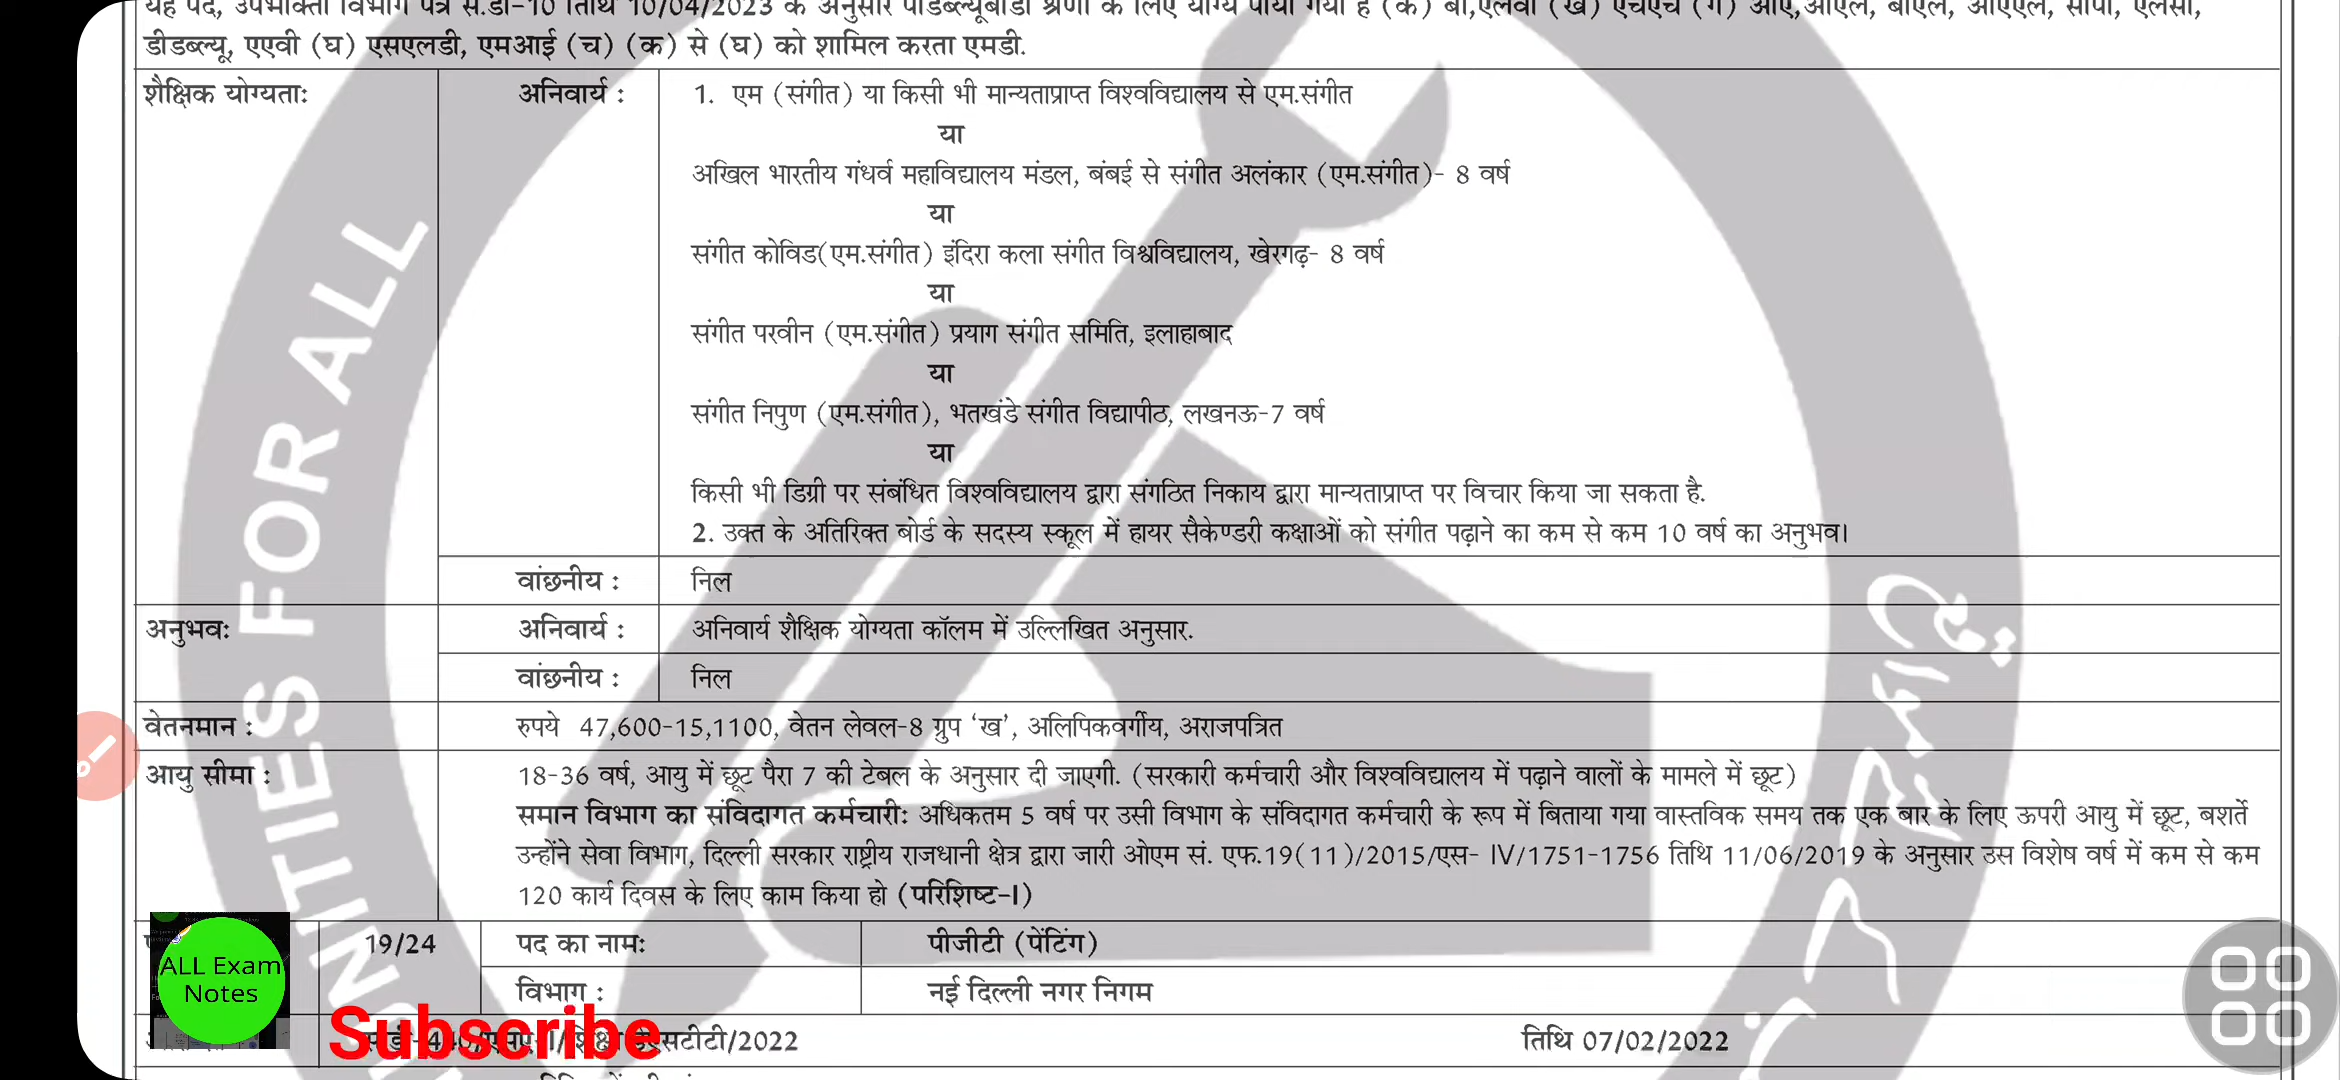 यह पद, उपभोक्ता विभाग पत्र सं.डी-10 तिथि 10/04/2023 के अनुसार पीडब्ल्यूबीडी श्रेणी के लिए योग्य पाया गया है (क) बी,एलवी (ख) एचएच (ग) ओए,ओएल, बीएल, ओएएल, सीपी, एलसी,
डीडब्ल्यू, एएवी (घ) एसएलडी, एमआई (च) (क) से (घ) को शामिल करता एमडी.
शैक्षिक योग्यताः अनिवार्य : 1. एम (संगीत) या किसी भी मान्यताप्राप्त विश्वविद्यालय से एम.संगीत
या
अखिल भारतीय गंधर्व महाविद्यालय मंडल, बंबई से संगीत अलंकार (एम.संगीत)- 8 वर्ष
या
संगीत कोविड(एम.संगीत) इंदिरा कला संगीत विश्वविद्यालय, खेरगढ़- 8 वर्ष
या
संगीत परवीन (एम.संगीत) प्रयाग संगीत समिति, इलाहाबाद
या
संगीत निपुण (एम.संगीत), भतखंडे संगीत विद्यापीठ, लखनऊ-7 वर्ष
या
किसी भी डिग्री पर संबंधित विश्वविद्यालय द्वारा संगठित निकाय द्वारा मान्यताप्राप्त पर विचार किया जा सकता है.
2. उक्त के अतिरिक्त बोर्ड के सदस्य स्कूल में हायर सैकेण्डरी कक्षाओं को संगीत पढ़ाने का कम से कम 10 वर्ष का अनुभव।
वांछनीय : निल
अनुभवः अनिवार्य : अनिवार्य शैक्षिक योग्यता कॉलम में उल्लिखित अनुसार.
वांछनीय : निल
वेतनमान : रुपये 47,600-15,1100, वेतन लेवल-8 ग्रुप ‘ख’, अलिपिकवर्गीय, अराजपत्रित
आयु सीमा : 18-36 वर्ष, आयु में छूट पैरा 7 की टेबल के अनुसार दी जाएगी. (सरकारी कर्मचारी और विश्वविद्यालय में पढ़ाने वालों के मामले में छूट)
समान विभाग का संविदागत कर्मचारीः अधिकतम 5 वर्ष पर उसी विभाग के संविदागत कर्मचारी के रूप में बिताया गया वास्तविक समय तक एक बार के लिए ऊपरी आयु में छूट, बशर्ते
उन्होंने सेवा विभाग, दिल्ली सरकार राष्ट्रीय राजधानी क्षेत्र द्वारा जारी ओएम सं. एफ.19(11)/2015/एस- IV/1751-1756 तिथि 11/06/2019 के अनुसार उस विशेष वर्ष में कम से कम
120 कार्य दिवस के लिए काम किया हो (परिशिष्ट-I)
19/24 पद का नामः पीजीटी (पेंटिंग)
विभाग : नई दिल्ली नगर निगम
तिथि 07/02/2022
ALL Exam
Notes
Subscribe
NITIES FOR ALL